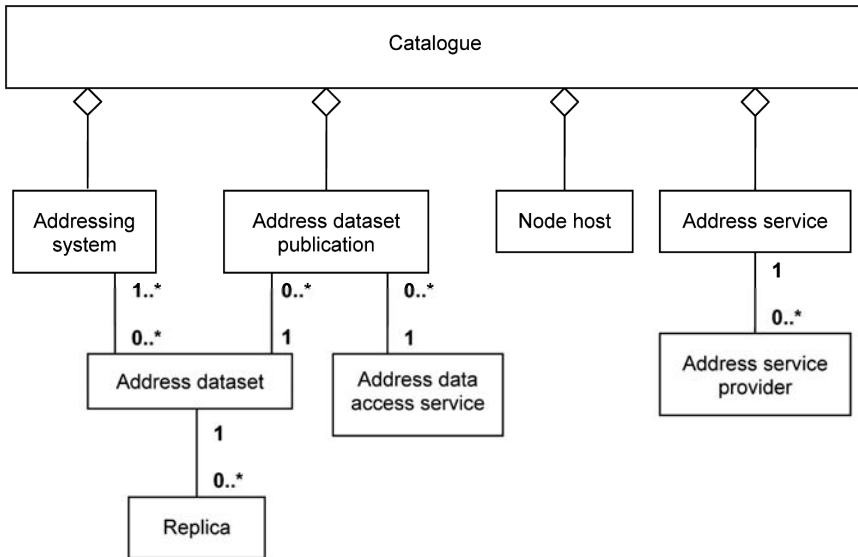 Catalogue
Addressing
system
Address dataset
publication
Node host
Address service
1..*
0..*
0..*
1
0..*
1
0..*
1
0..*
Address dataset
Address data
access service
Address service
provider
1
0..*
Replica